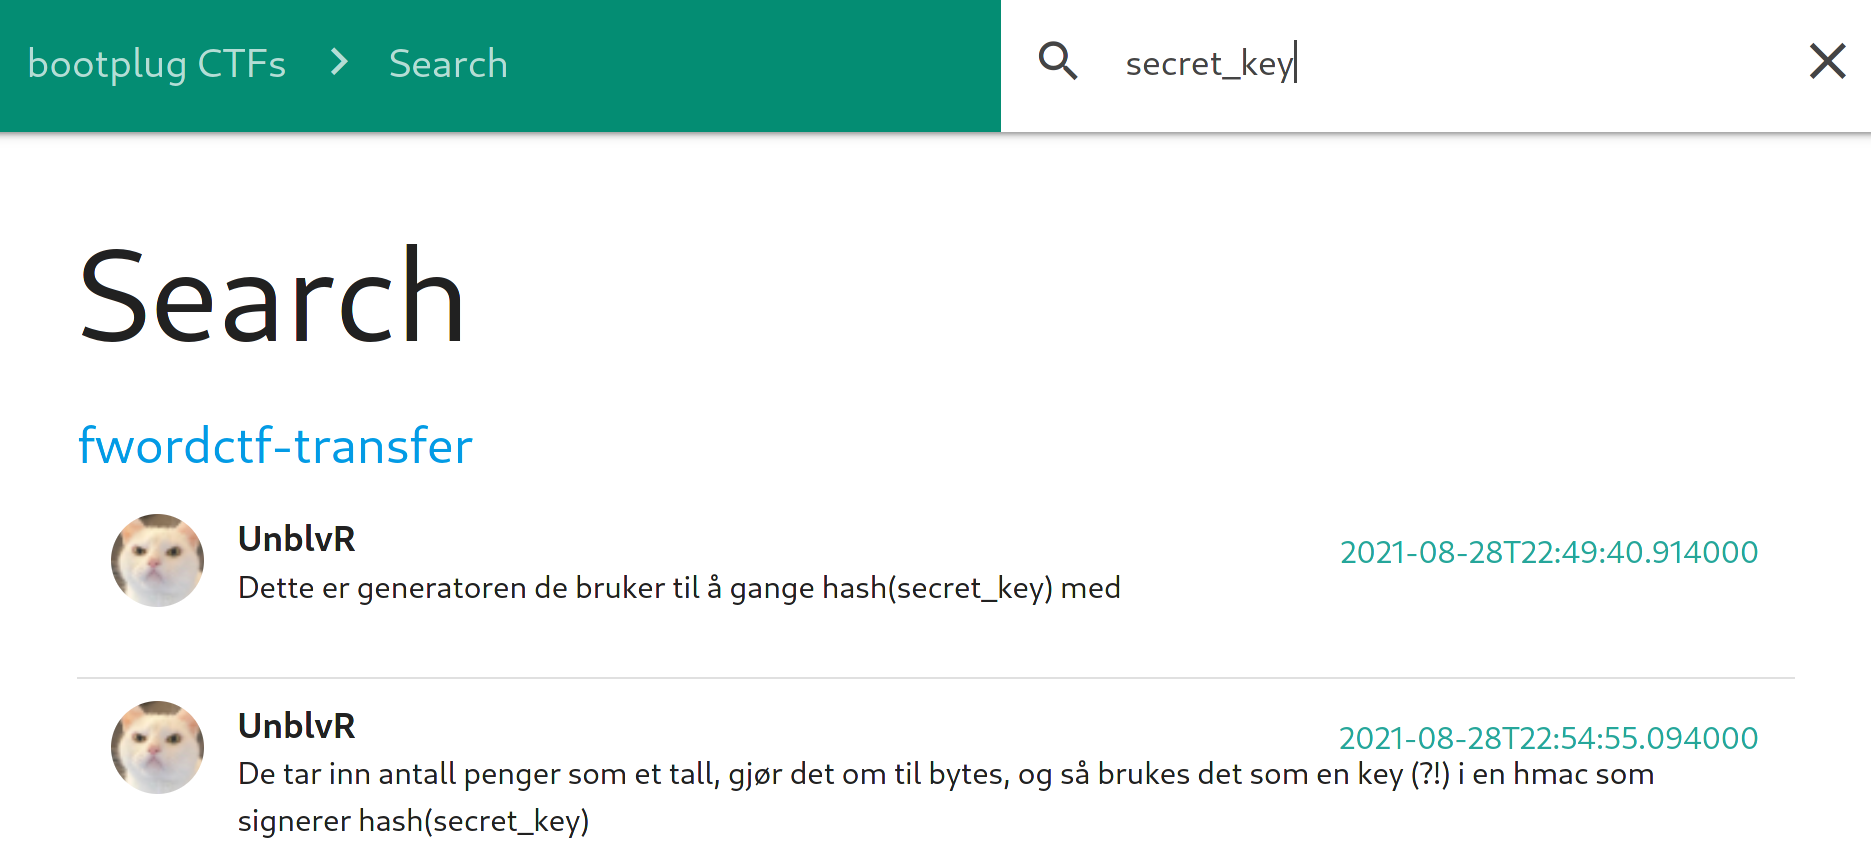 bootplug CTFs > Search
secret_key
Search
fwordctf-transfer
UnblvR
2021-08-28T22:49:40.914000
Dette er generatoren de bruker til å gange hash(secret_key) med
UnblvR
2021-08-28T22:54:55.094000
De tar inn antall penger som et tall, gjør det om til bytes, og så brukes det som en key (?!) i en hmac som
signerer hash(secret_key)